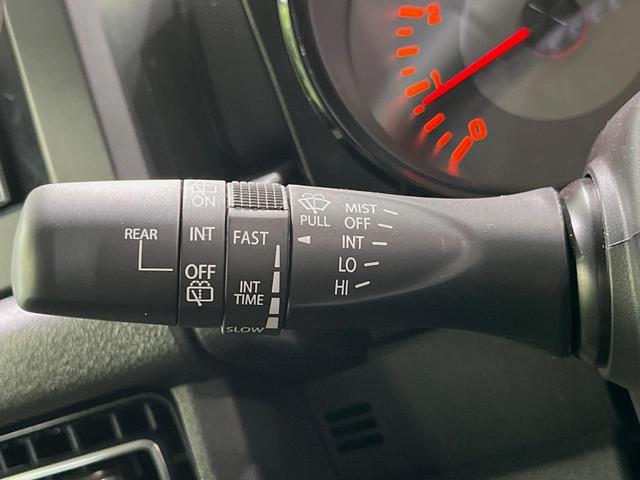 REAR
ON
INT
OFF
FAST
INT
TIME
SLOW
PULL
MIST
OFF
INT
LO
HI